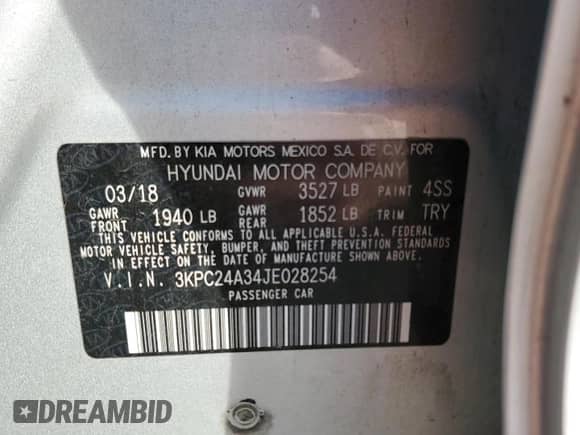 MFD. BY KIA MOTORS MEXICO S.A. DE C.V. FOR
HYUNDAI MOTOR COMPANY
03/18 GVWR 3527 LB PAINT 4SS
GAWR FRONT 1940 LB GAWR REAR 1852 LB TRIM TRY
THIS VEHICLE CONFORMS TO ALL APPLICABLE U.S.A. FEDERAL
MOTOR VEHICLE SAFETY, BUMPER, AND THEFT PREVENTION STANDARDS
IN EFFECT ON THE DATE OF MANUFACTURE SHOWN ABOVE.
V.I.N. 3KPC24A34JE028254
PASSENGER CAR
DREAMBID